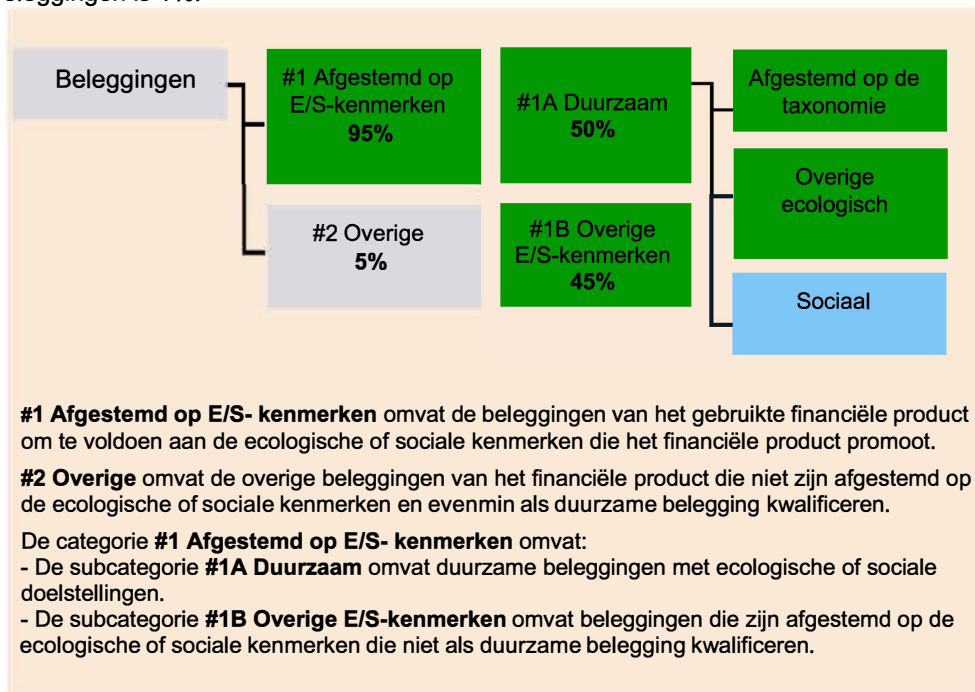 eleggingen is 1%.
Beleggingen
#1 Afgestemd op
E/S-kenmerken
95%
#2 Overige
5%
#1A Duurzaam
50%
#1B Overige
E/S-kenmerken
45%
Afgestemd op de
taxonomie
Overige
ecologisch
Sociaal
#1 Afgestemd op E/S- kenmerken omvat de beleggingen van het gebruikte financiële product
om te voldoen aan de ecologische of sociale kenmerken die het financiële product promoot.
#2 Overige omvat de overige beleggingen van het financiële product die niet zijn afgestemd op
de ecologische of sociale kenmerken en evenmin als duurzame belegging kwalificeren.
De categorie #1 Afgestemd op E/S- kenmerken omvat:
- De subcategorie #1A Duurzaam omvat duurzame beleggingen met ecologische of sociale
doelstellingen.
- De subcategorie #1B Overige E/S-kenmerken omvat beleggingen die zijn afgestemd op de
ecologische of sociale kenmerken die niet als duurzame belegging kwalificeren.